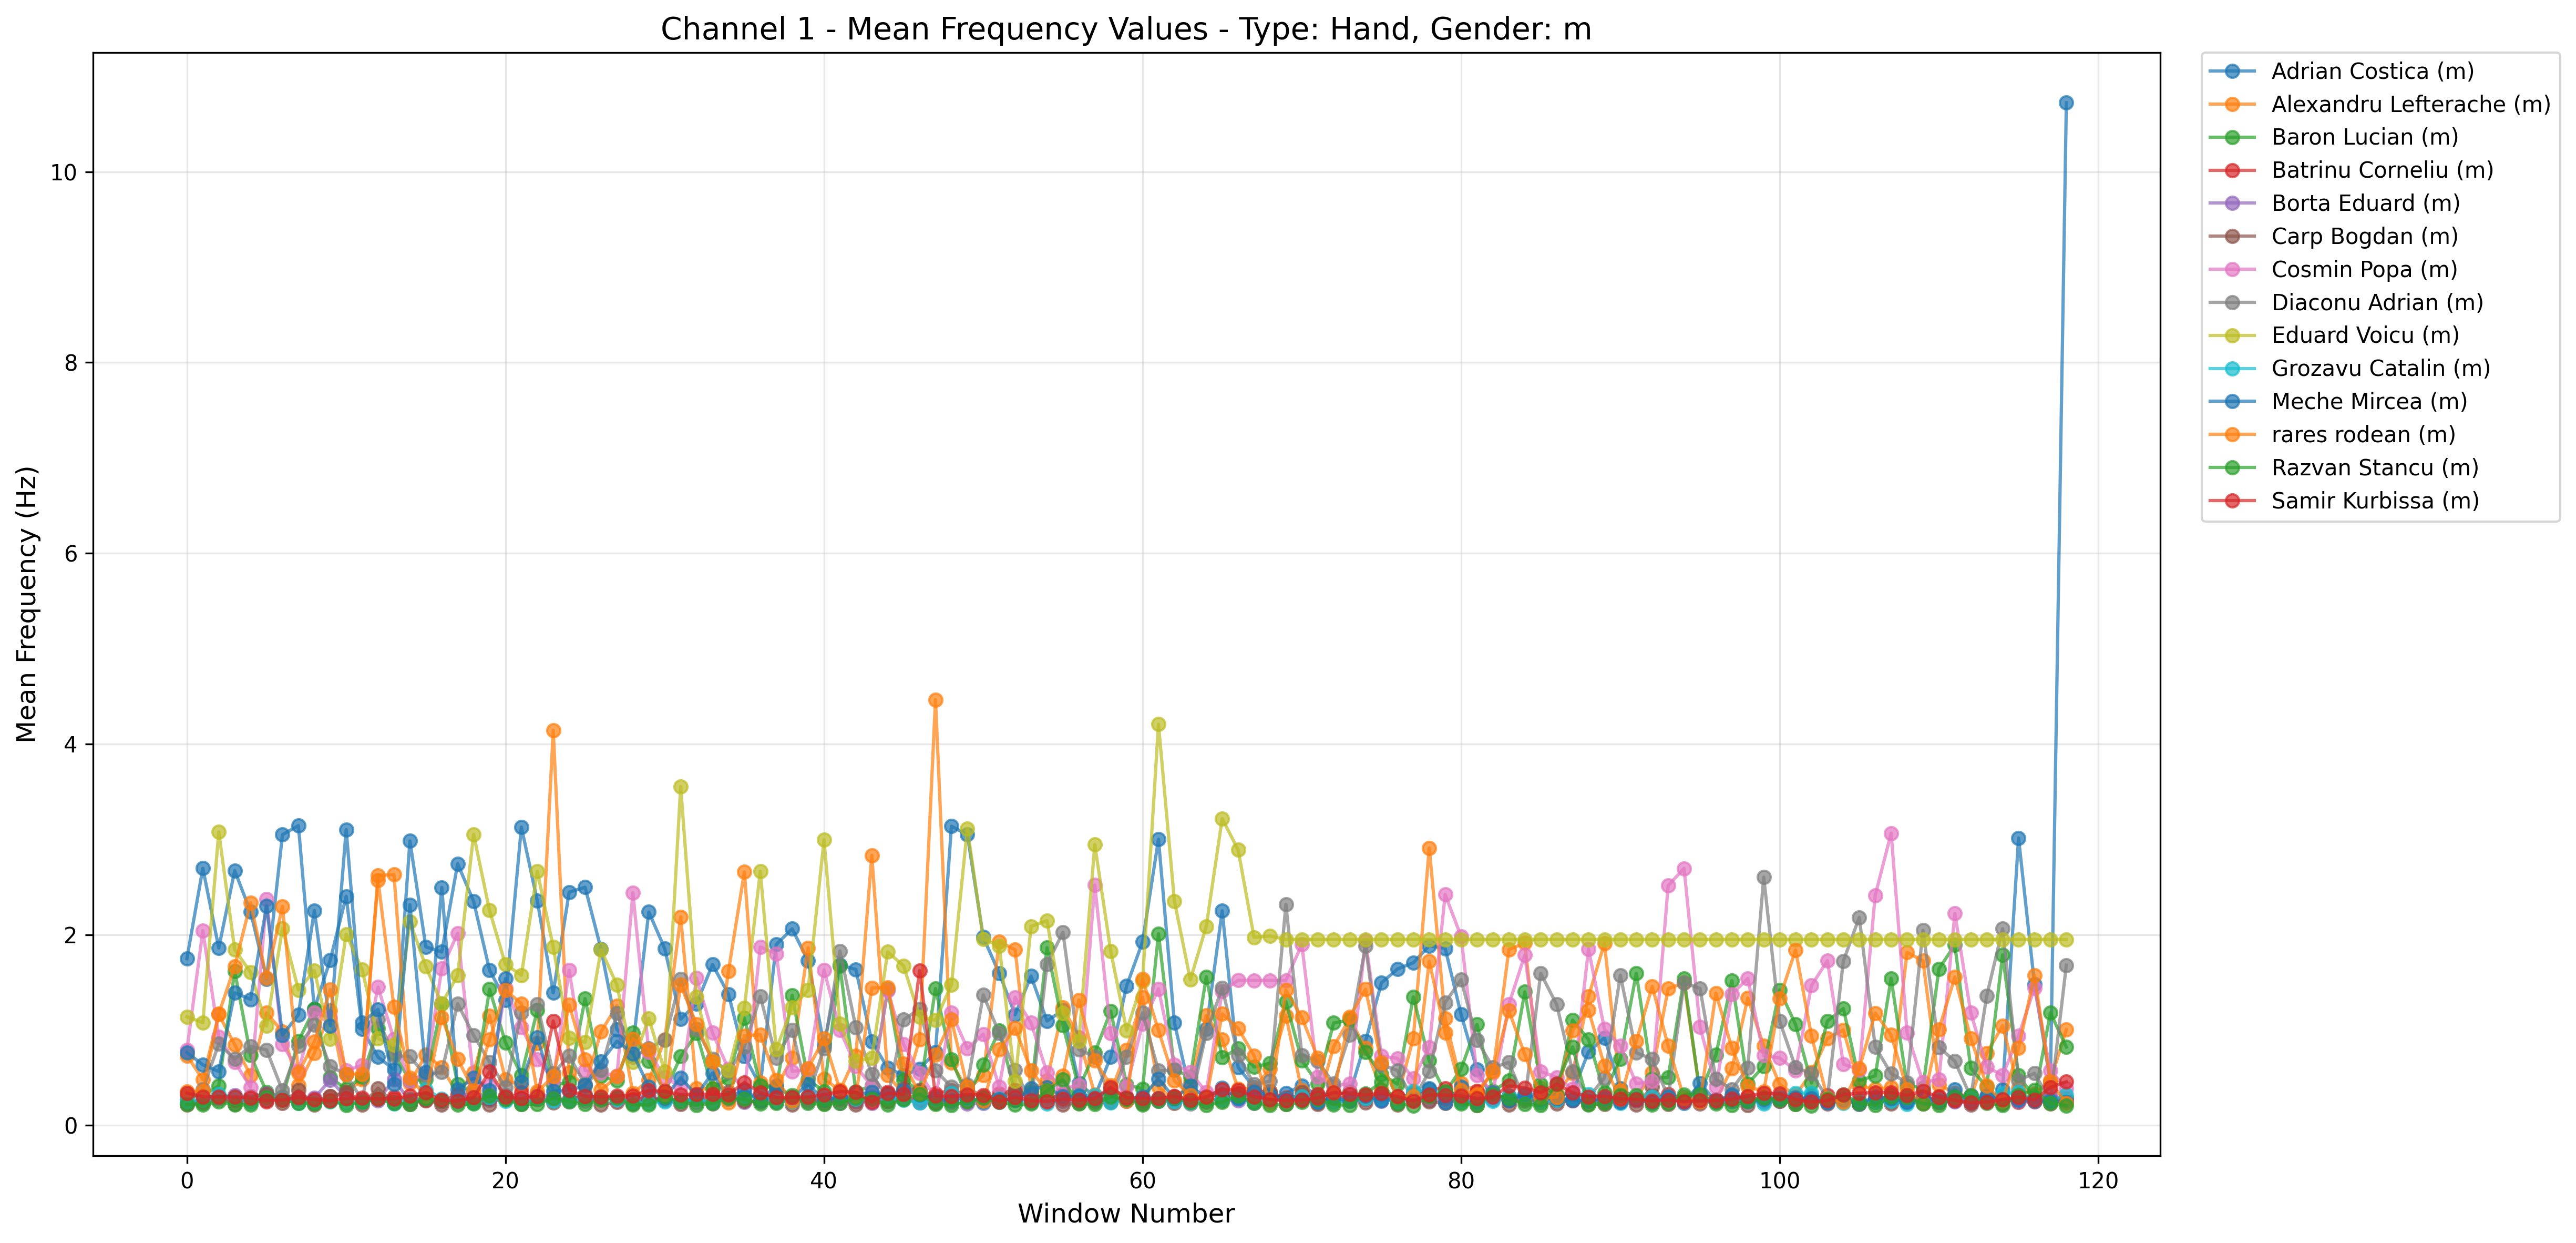 Channel 1 - Mean Frequency Values - Type: Hand, Gender: m
Adrian Costica (m)
Alexandru Lefterache (m)
Baron Lucian (m)
Batrinu Corneliu (m)
Borta Eduard (m)
Carp Bogdan (m)
Cosmin Popa (m)
Diaconu Adrian (m)
Eduard Voicu (m)
Grozavu Catalin (m)
Meche Mircea (m)
rares rodean (m)
Razvan Stancu (m)
Samir Kurbissa (m)
Mean Frequency (Hz)
10
8
6
4
2
0
0 20 40 60 80 100 120
Window Number